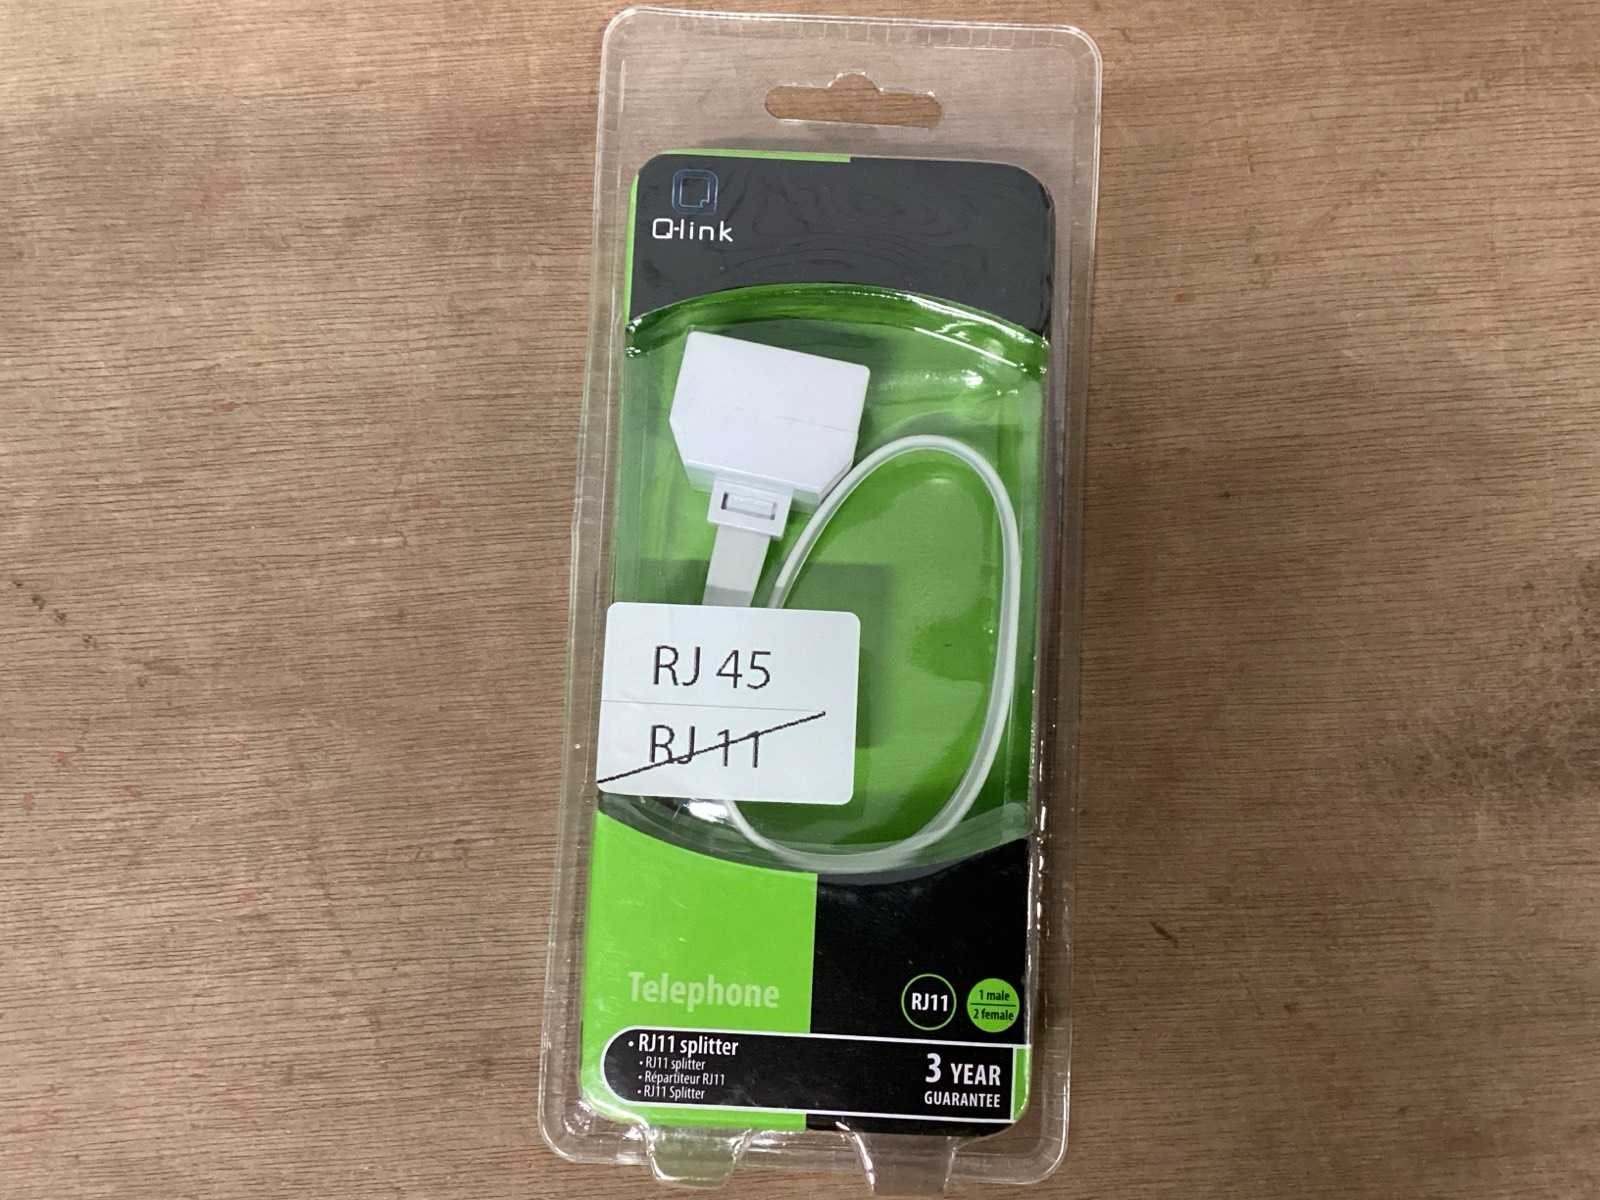 Q-link
RJ 45
RJ 11
Telephone
RJ11
1 male
2 female
• RJ11 splitter
• RJ11 splitter
• Répartiteur RJ11
• RJ11 Splitter
3 YEAR
GUARANTEE